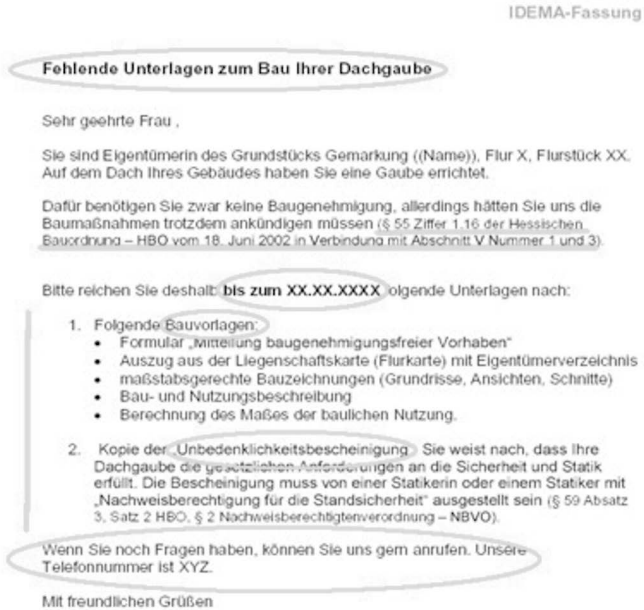 IDEMA-Fassung
Fehlende Unterlagen zum Bau Ihrer Dachgaube
Sehr geehrte Frau ,
Sie sind Eigentümerin des Grundstücks Gemarkung ((Name)), Flur X, Flurstück XX.
Auf dem Dach Ihres Gebäudes haben Sie eine Gaube errichtet.
Dafür benötigen Sie zwar keine Baugenehmigung, allerdings hätten Sie uns die
Baumaßnahmen trotzdem ankündigen müssen (§ 55 Ziffer 1.16 der Hessischen
Bauordnung – HBO vom 18. Juni 2002 in Verbindung mit Abschnitt V Nummer 1 und 3).
Bitte reichen Sie deshalb bis zum XX.XX.XXXX olgende Unterlagen nach:
1. Folgende Bauvorlagen:
• Formular „Mitteilung baugenehmigungsfreier Vorhaben“
• Auszug aus der Liegenschaftskarte (Flurkarte) mit Eigentümerverzeichnis
• maßstabsgerechte Bauzeichnungen (Grundrisse, Ansichten, Schnitte)
• Bau- und Nutzungsbeschreibung
• Berechnung des Maßes der baulichen Nutzung.
2. Kopie der „Unbedenklichkeitsbescheinigung Sie weist nach, dass Ihre
Dachgaube die gesetzlichen Anforderungen an die Sicherheit und Statik
erfüllt. Die Bescheinigung muss von einer Statikerin oder einem Statiker mit
„Nachweisberechtigung für die Standsicherheit“ ausgestellt sein (§ 59 Absatz
3, Satz 2 HBO, § 2 Nachweisberechtigtenverordnung – NBVO).
Wenn Sie noch Fragen haben, können Sie uns gern anrufen. Unsere
Telefonnummer ist XYZ.
Mit freundlichen Grüßen